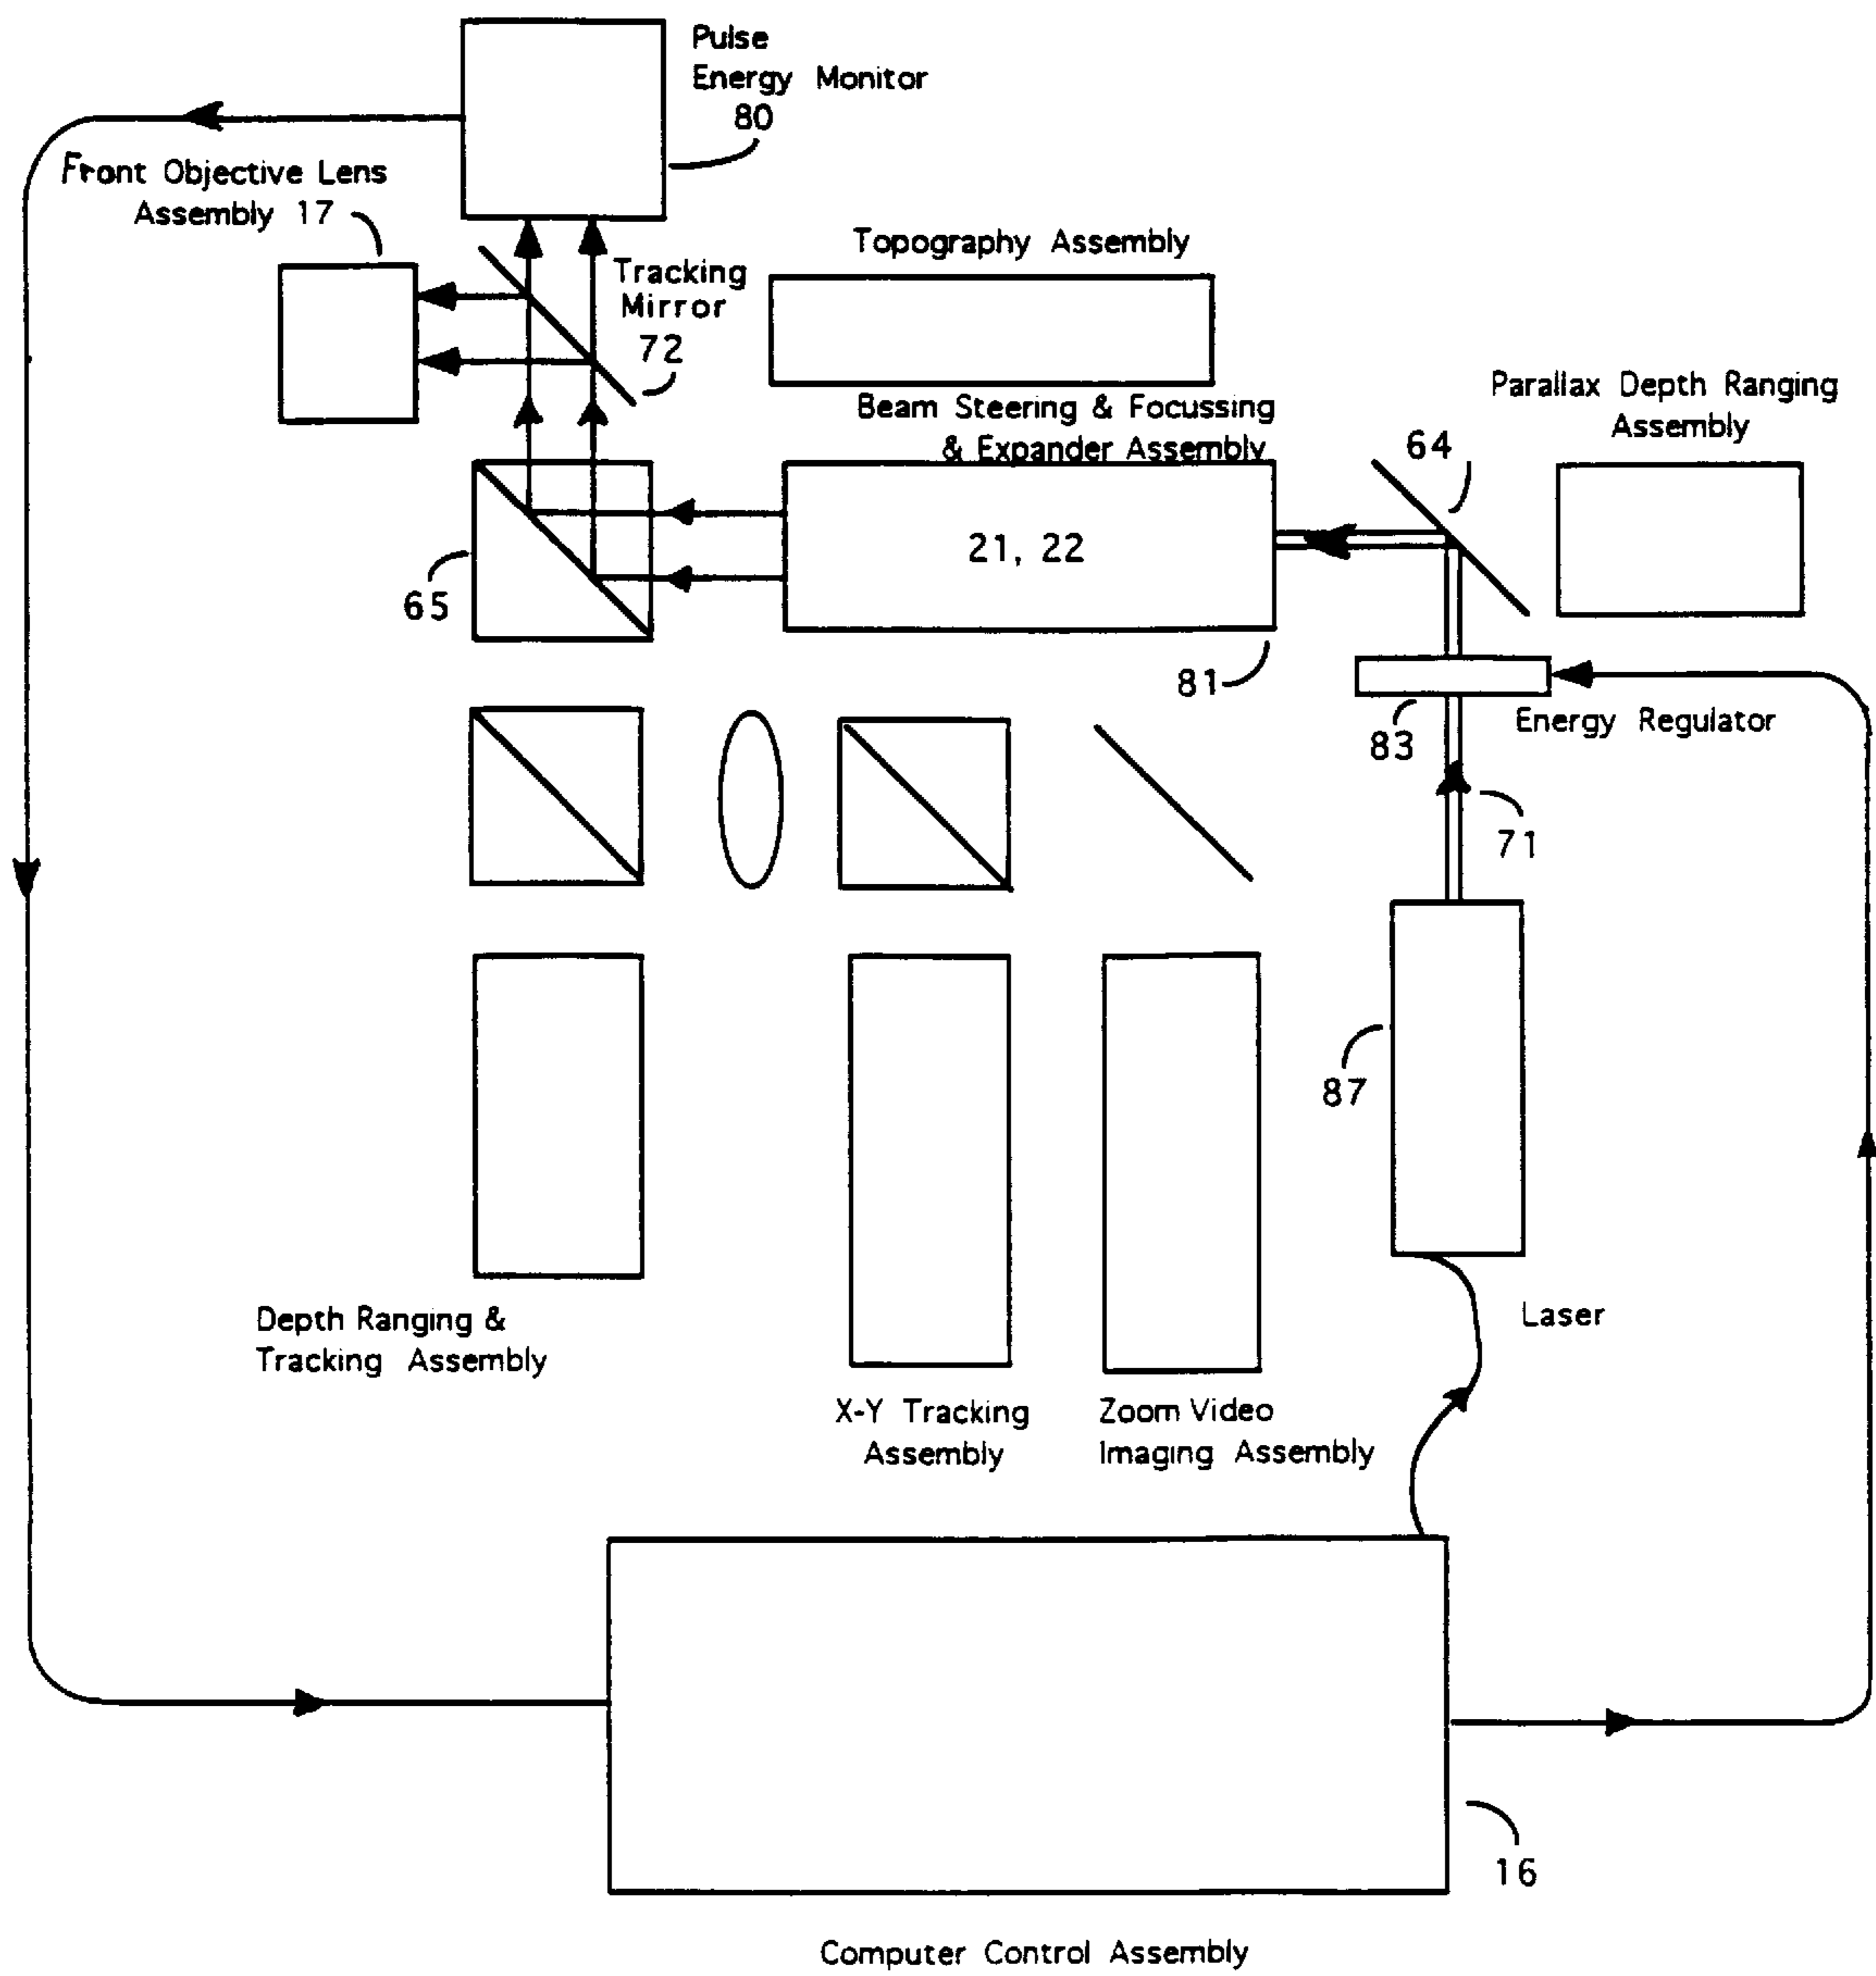 Pulse
Energy Monitor
80
Front Objective Lens
Assembly 17
Topography Assembly
Tracking
Mirror
72
Beam Steering & Focussing
& Expander Assembly
Parallax Depth Ranging
Assembly
64
21, 22
65
81
83
Energy Regulator
71
87
Laser
Depth Ranging &
Tracking Assembly
X-Y Tracking
Assembly
Zoom Video
Imaging Assembly
16
Computer Control Assembly